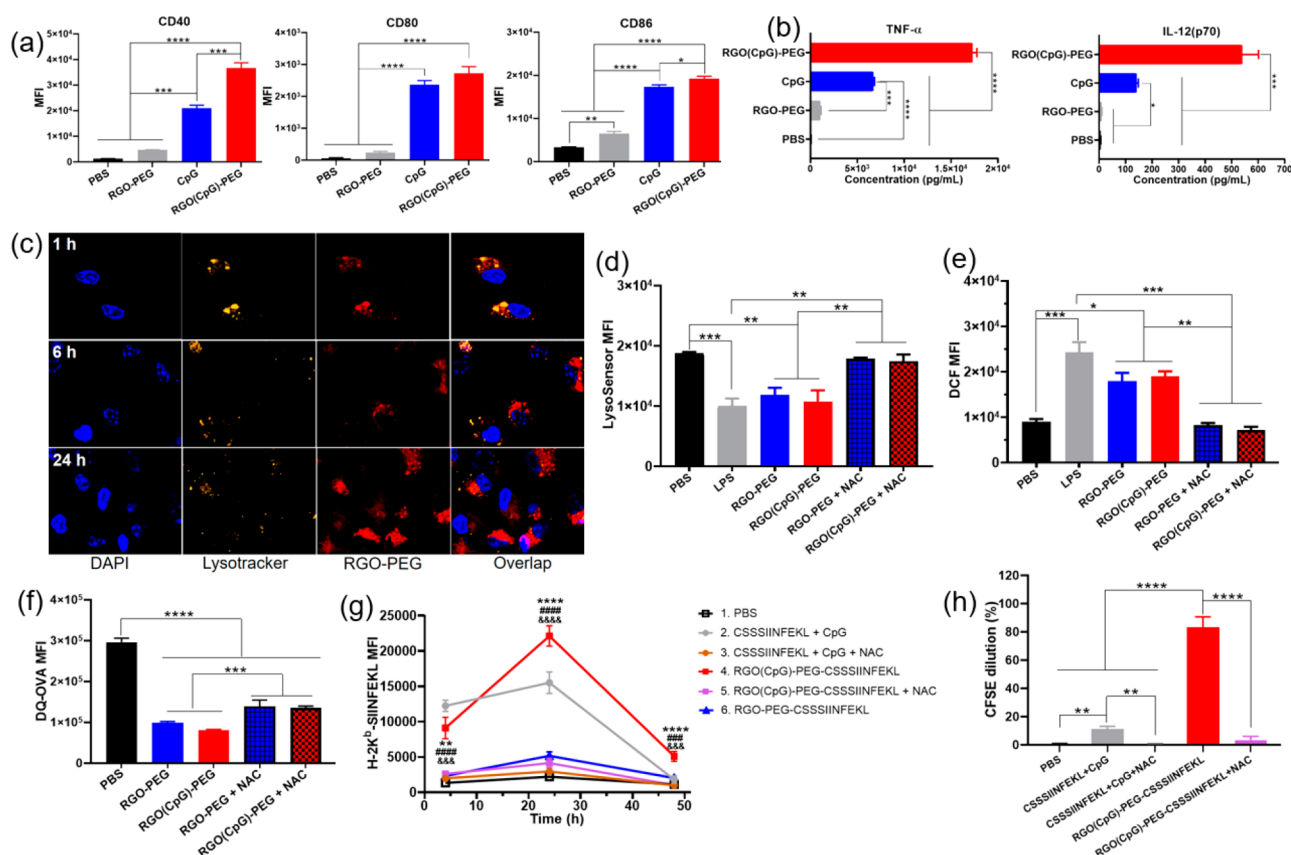 (a)
CD40
MFI
5×10⁴
4×10⁴
3×10⁴
2×10⁴
1×10⁴
0
****
***
***
PBS
RGO-PEG
CpG
RGO(CpG)-PEG
CD80
MFI
4×10³
3×10³
2×10³
1×10³
0
****
****
PBS
RGO-PEG
CpG
RGO(CpG)-PEG
CD86
MFI
3×10⁴
2×10⁴
1×10⁴
0
****
****
*
**
PBS
RGO-PEG
CpG
RGO(CpG)-PEG
(b)
TNF-α
RGO(CpG)-PEG
CpG
RGO-PEG
PBS
***
****
****
0
5×10³
1×10⁴
2×10⁴
2×10⁴
Concentration (pg/mL)
IL-12(p70)
RGO(CpG)-PEG
CpG
RGO-PEG
PBS
*
***
0 100 200 300 400 500 600 700
Concentration (pg/mL)
(c)
1 h
6 h
24 h
DAPI
Lysotracker
RGO-PEG
Overlap
(d)
LysoSensor MFI
3×10⁴
2×10⁴
1×10⁴
0
**
**
**
***
PBS
LPS
RGO-PEG
RGO(CpG)-PEG
RGO-PEG + NAC
RGO(CpG)-PEG + NAC
(e)
DCF MFI
4×10⁴
3×10⁴
2×10⁴
1×10⁴
0
***
*
***
**
PBS
LPS
RGO-PEG
RGO(CpG)-PEG
RGO-PEG + NAC
RGO(CpG)-PEG + NAC
(f)
DQ-OVA MFI
4×10⁵
3×10⁵
2×10⁵
1×10⁵
0
****
***
PBS
RGO-PEG
RGO(CpG)-PEG
RGO-PEG + NAC
RGO(CpG)-PEG + NAC
(g)
H-2Kᵇ-SIINFEKL MFI
25000
20000
15000
10000
5000
0
**
####
&&&
****
####
&&&&
****
###
&&&
0 10 20 30 40 50
Time (h)
1. PBS
2. CSSSIINFEKL + CpG
3. CSSSIINFEKL + CpG + NAC
4. RGO(CpG)-PEG-CSSSIINFEKL
5. RGO(CpG)-PEG-CSSSIINFEKL + NAC
6. RGO-PEG-CSSSIINFEKL
(h)
CFSE dilution (%)
120
100
80
60
40
20
0
****
****
**
**
PBS
CSSSIINFEKL+CpG
CSSSIINFEKL+CpG+NAC
RGO(CpG)-PEG-CSSSIINFEKL
RGO(CpG)-PEG-CSSSIINFEKL+NAC